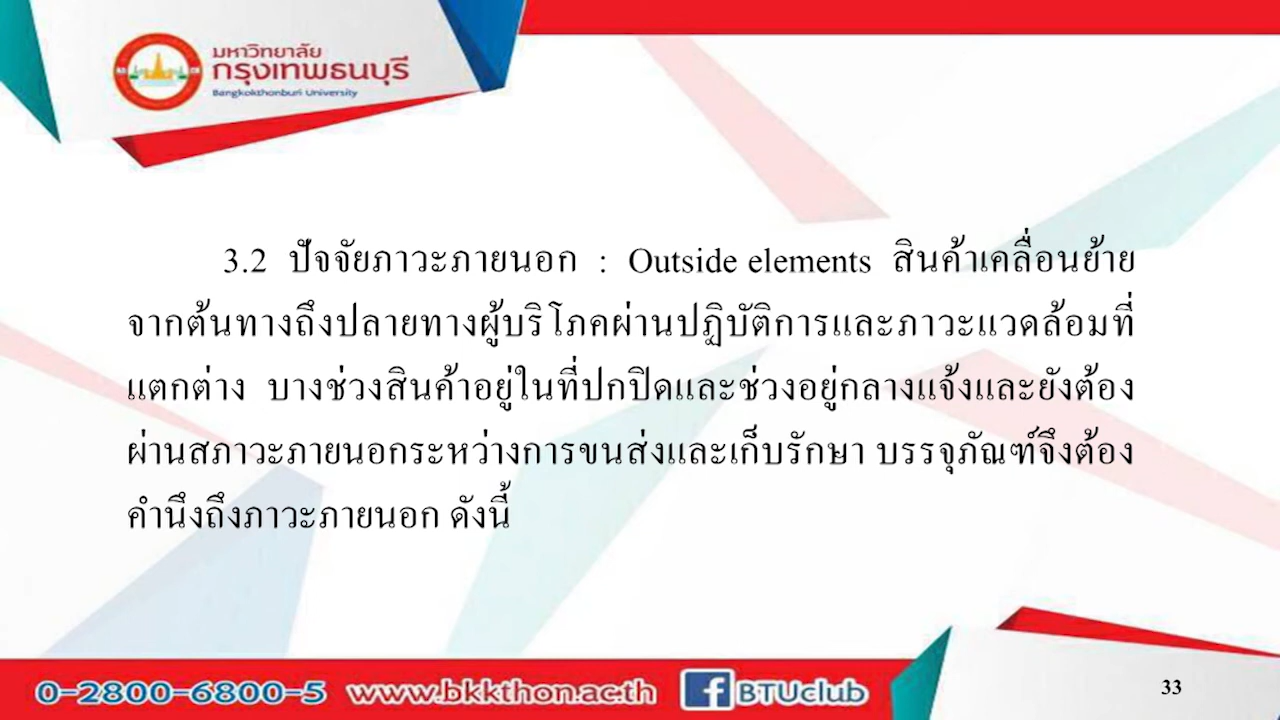 มหาวิทยาลัย
กรุงเทพธนบุรี
Bangkokthonburi University
3.2 ปัจจัยภาวะภายนอก : Outside elements สินค้าเคลื่อนย้าย
จากต้นทางถึงปลายทางผู้บริโภคผ่านปฏิบัติการและภาวะแวดล้อมที่
แตกต่าง บางช่วงสินค้าอยู่ในที่ปกปิดและช่วงอยู่กลางแจ้งและยังต้อง
ผ่านสภาวะภายนอกระหว่างการขนส่งและเก็บรักษา บรรจุภัณฑ์จึงต้อง
คำนึงถึงภาวะภายนอก ดังนี้
0-2800-6800-5 www.bkkthon.ac.th f BTUclub
33